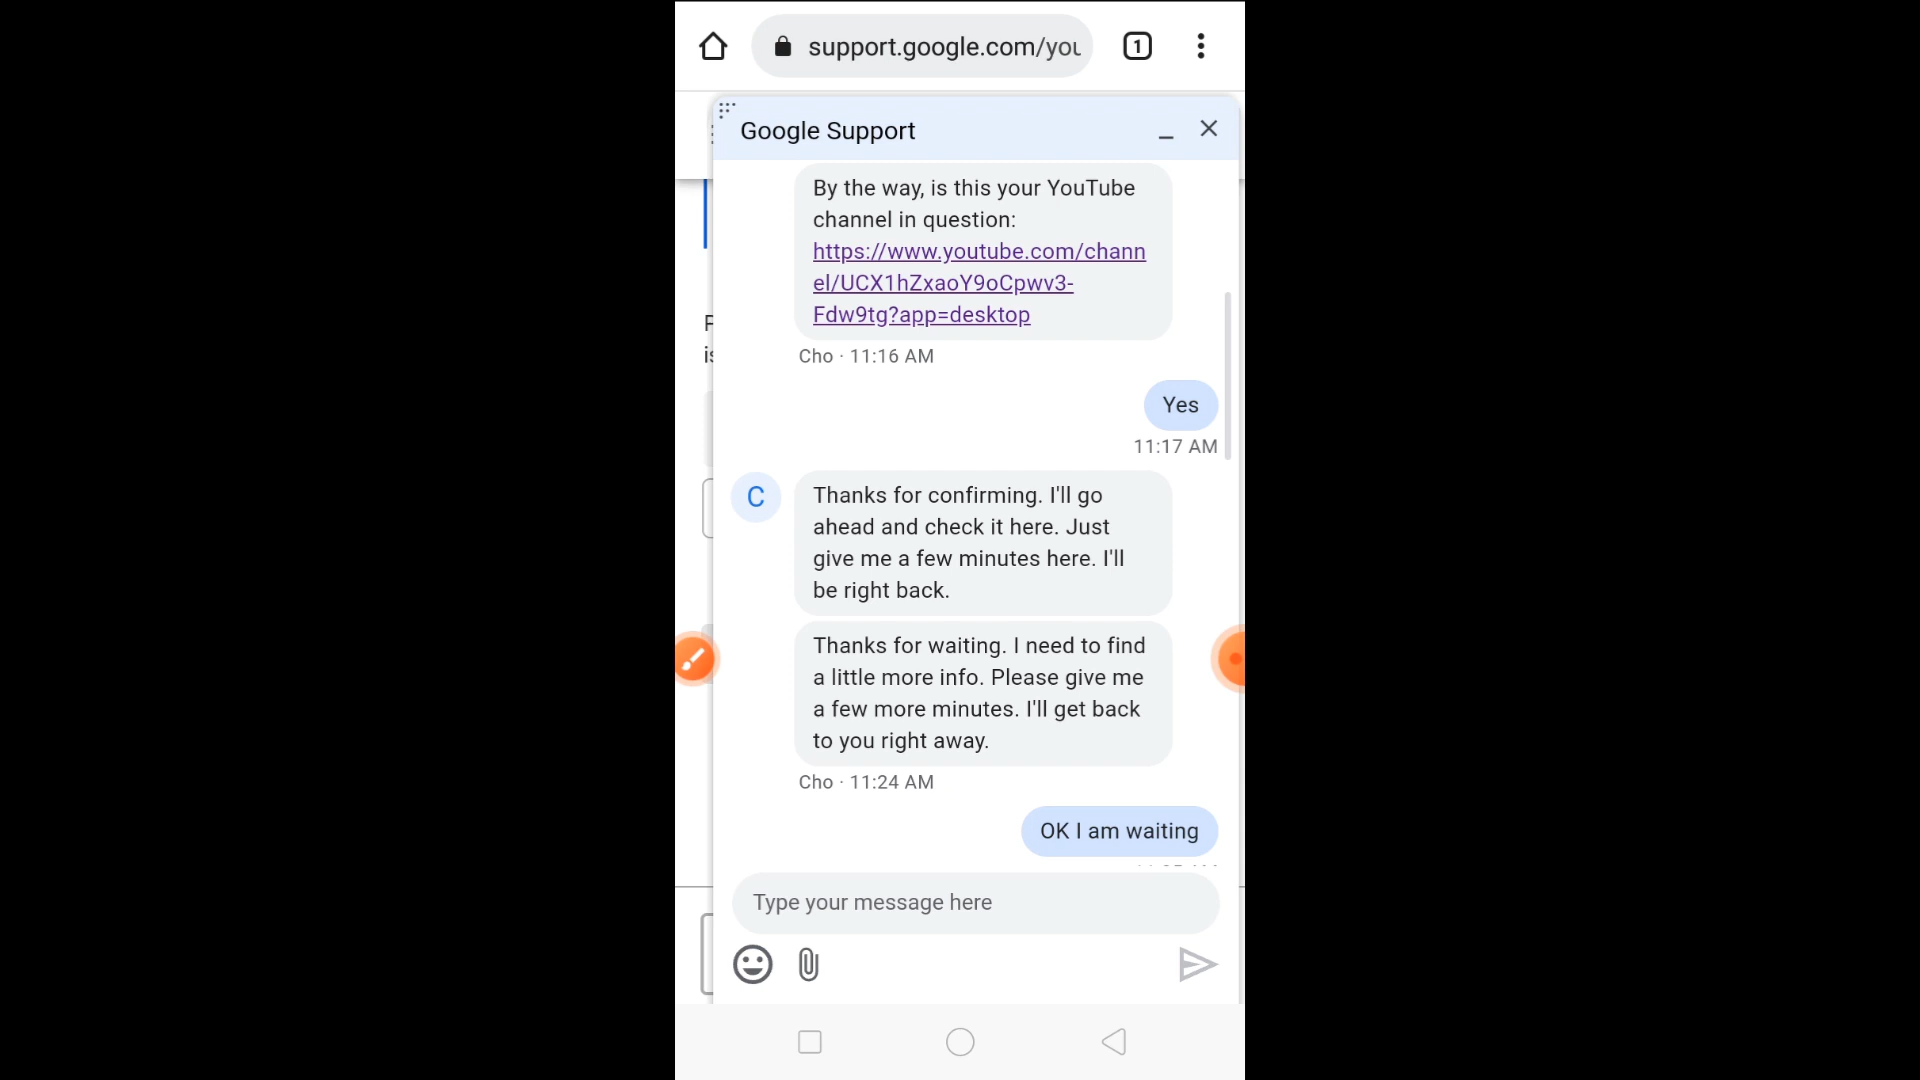 support.google.com/you
1
Google Support
By the way, is this your YouTube
channel in question:
https://www.youtube.com/chann
el/UCX1hZxaoY9oCpwv3-
Fdw9tg?app=desktop
Cho · 11:16 AM
Yes
11:17 AM
C
Thanks for confirming. I'll go
ahead and check it here. Just
give me a few minutes here. I'll
be right back.
Thanks for waiting. I need to find
a little more info. Please give me
a few more minutes. I'll get back
to you right away.
Cho · 11:24 AM
OK I am waiting
Type your message here